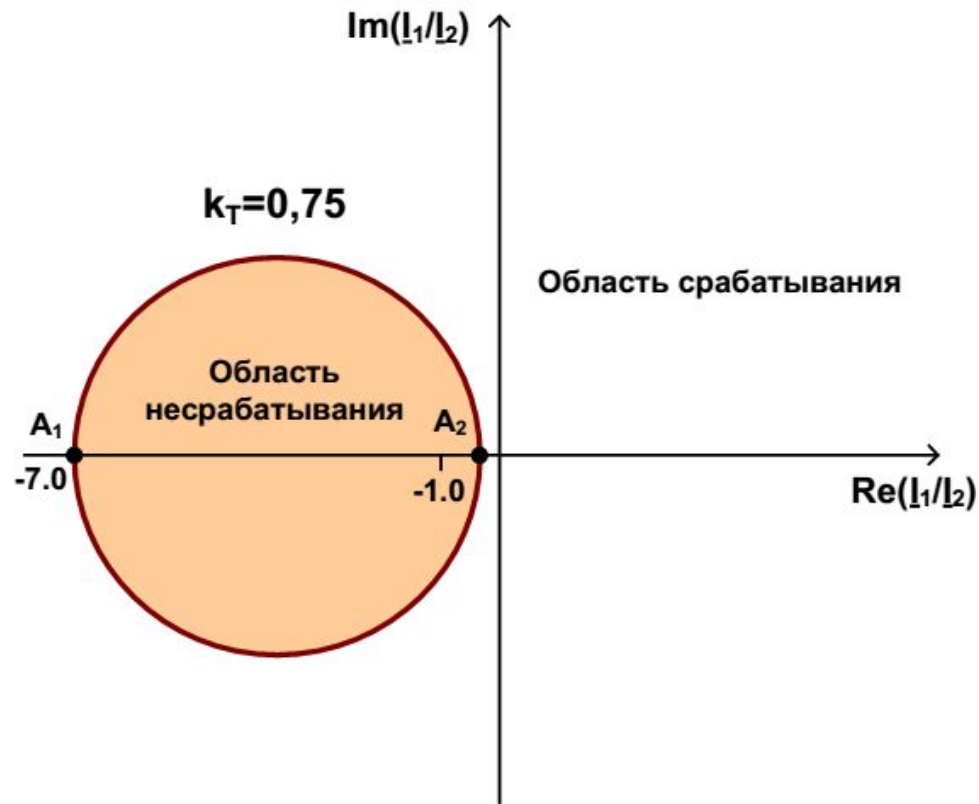 Im(I₁/I₂)
kT=0,75
Область срабатывания
Область
несрабатывания
A₁
A₂
-7.0
-1.0
Re(I₁/I₂)